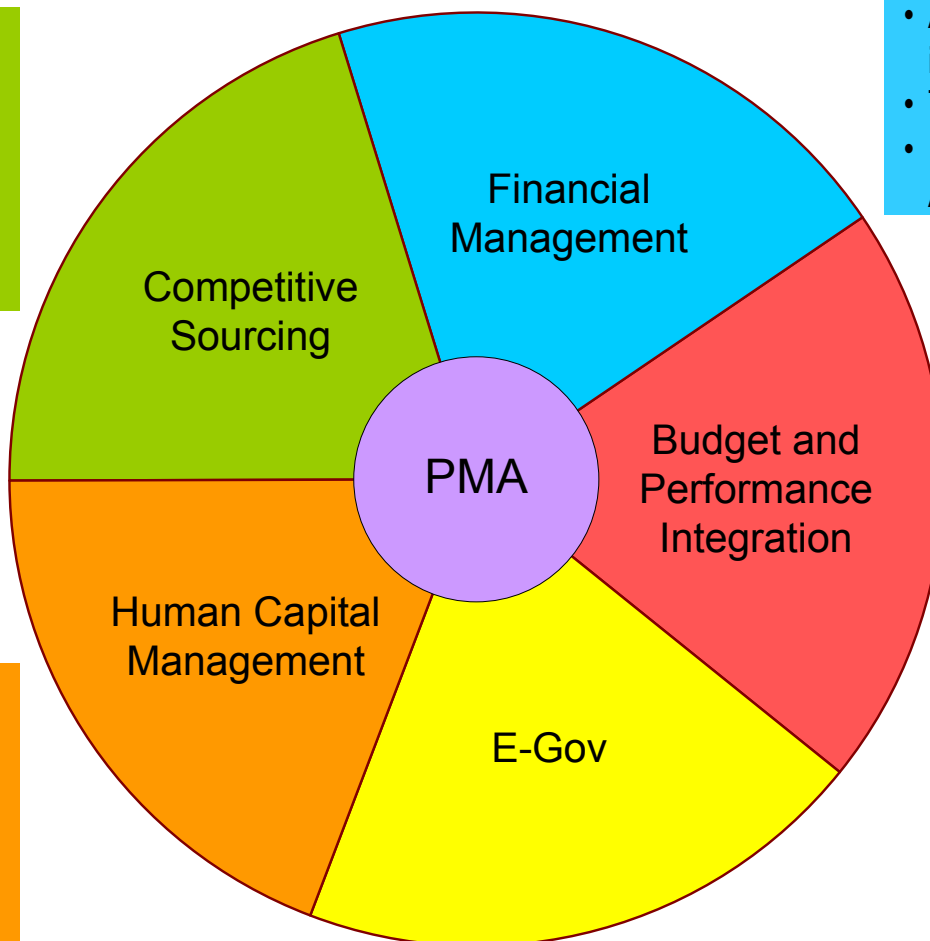 Financial
Management
Competitive
Sourcing
Budget and
Performance
Integration
PMA
Human Capital
Management
E-Gov